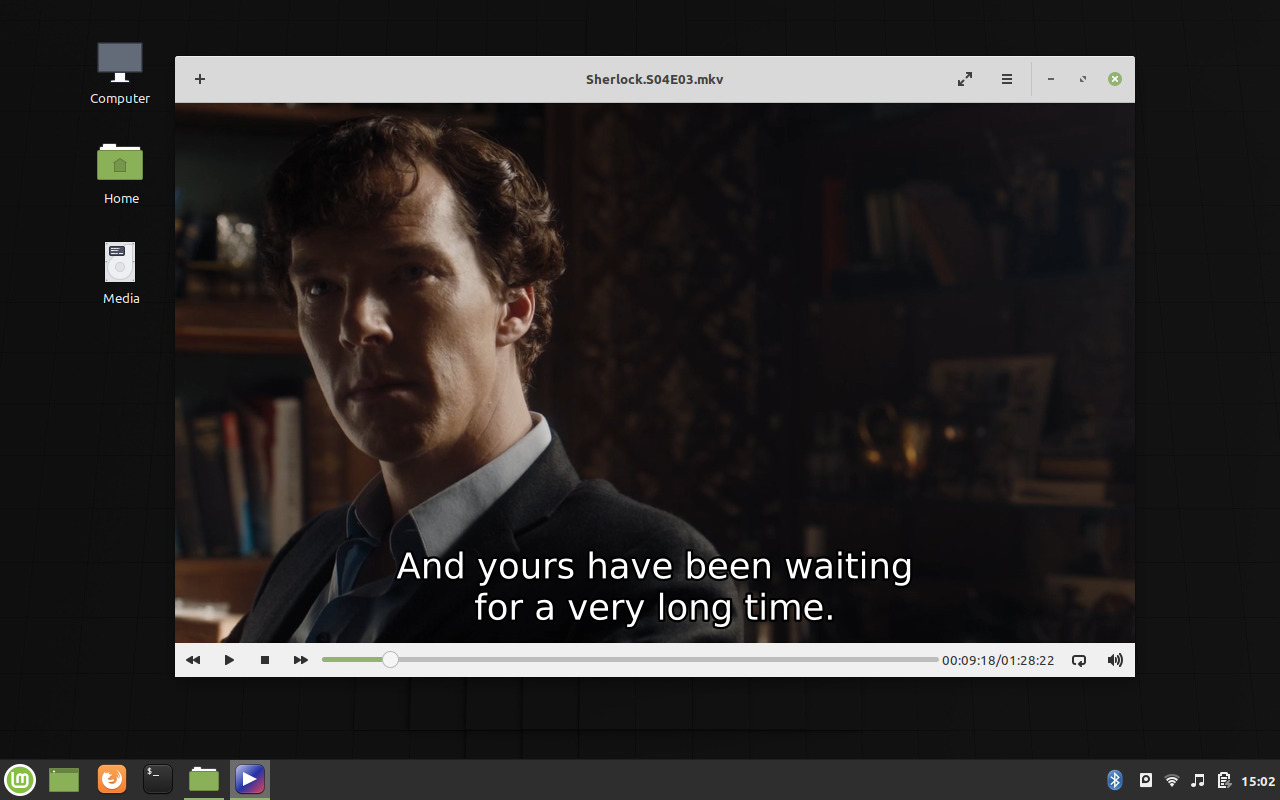 Sherlock.S04E03.mkv
Computer
Home
Media
And yours have been waiting
for a very long time.
00:09:18/01:28:22
$_
15:02